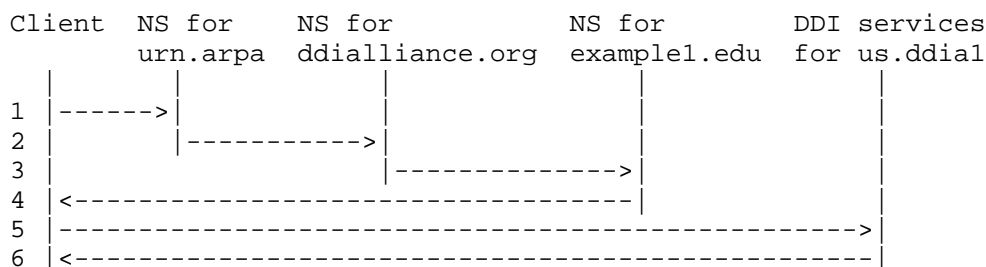 Client  NS for    NS for            NS for        DDI services
        urn.arpa  ddialliance.org  example1.edu  for us.ddia1
   |       |            |               |              |
1  |------>|            |               |              |
2  |       |----------->|               |              |
3  |                    |-------------->|              |
4  |<-----------------------------------|              |
5  |-------------------------------------------------->|
6  |<--------------------------------------------------|